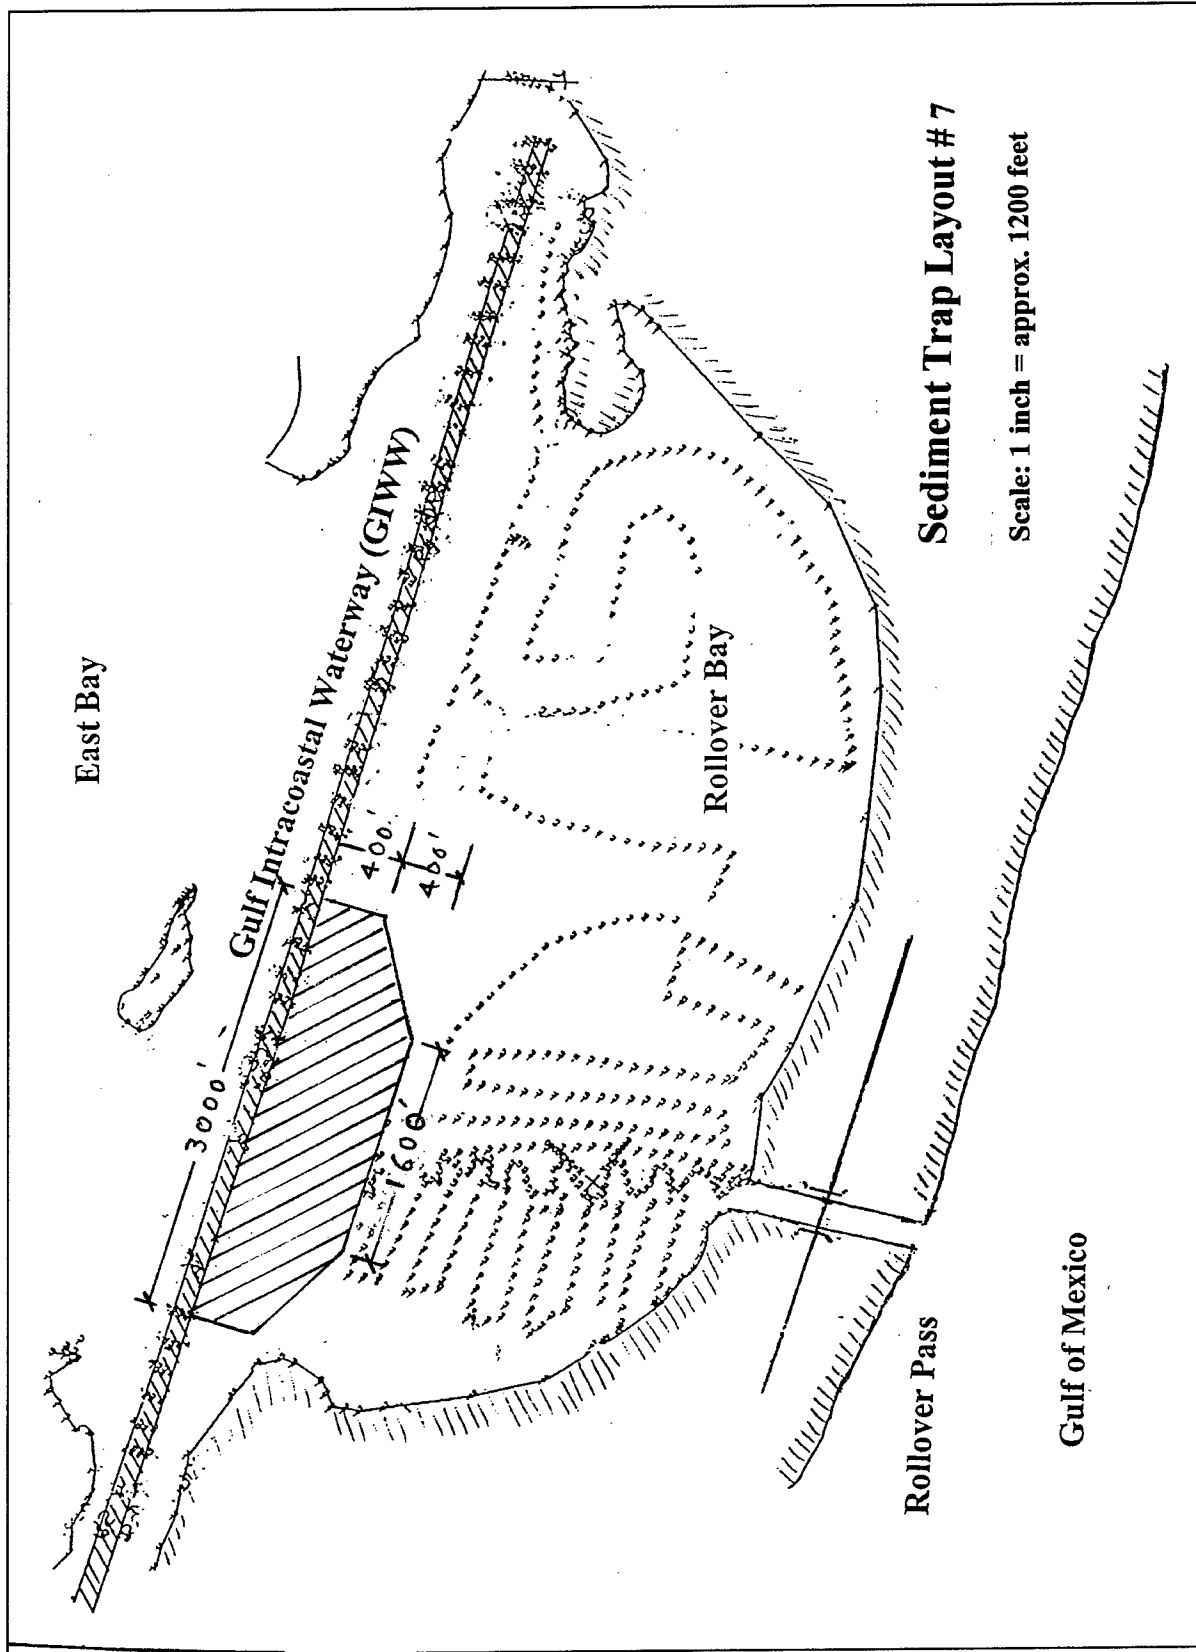 East Bay
Gulf Intracoastal Waterway (GIWW)
3000'
400'
400'
1600'
Rollover Bay
Rollover Pass
Gulf of Mexico
Sediment Trap Layout # 7
Scale: 1 inch = approx. 1200 feet